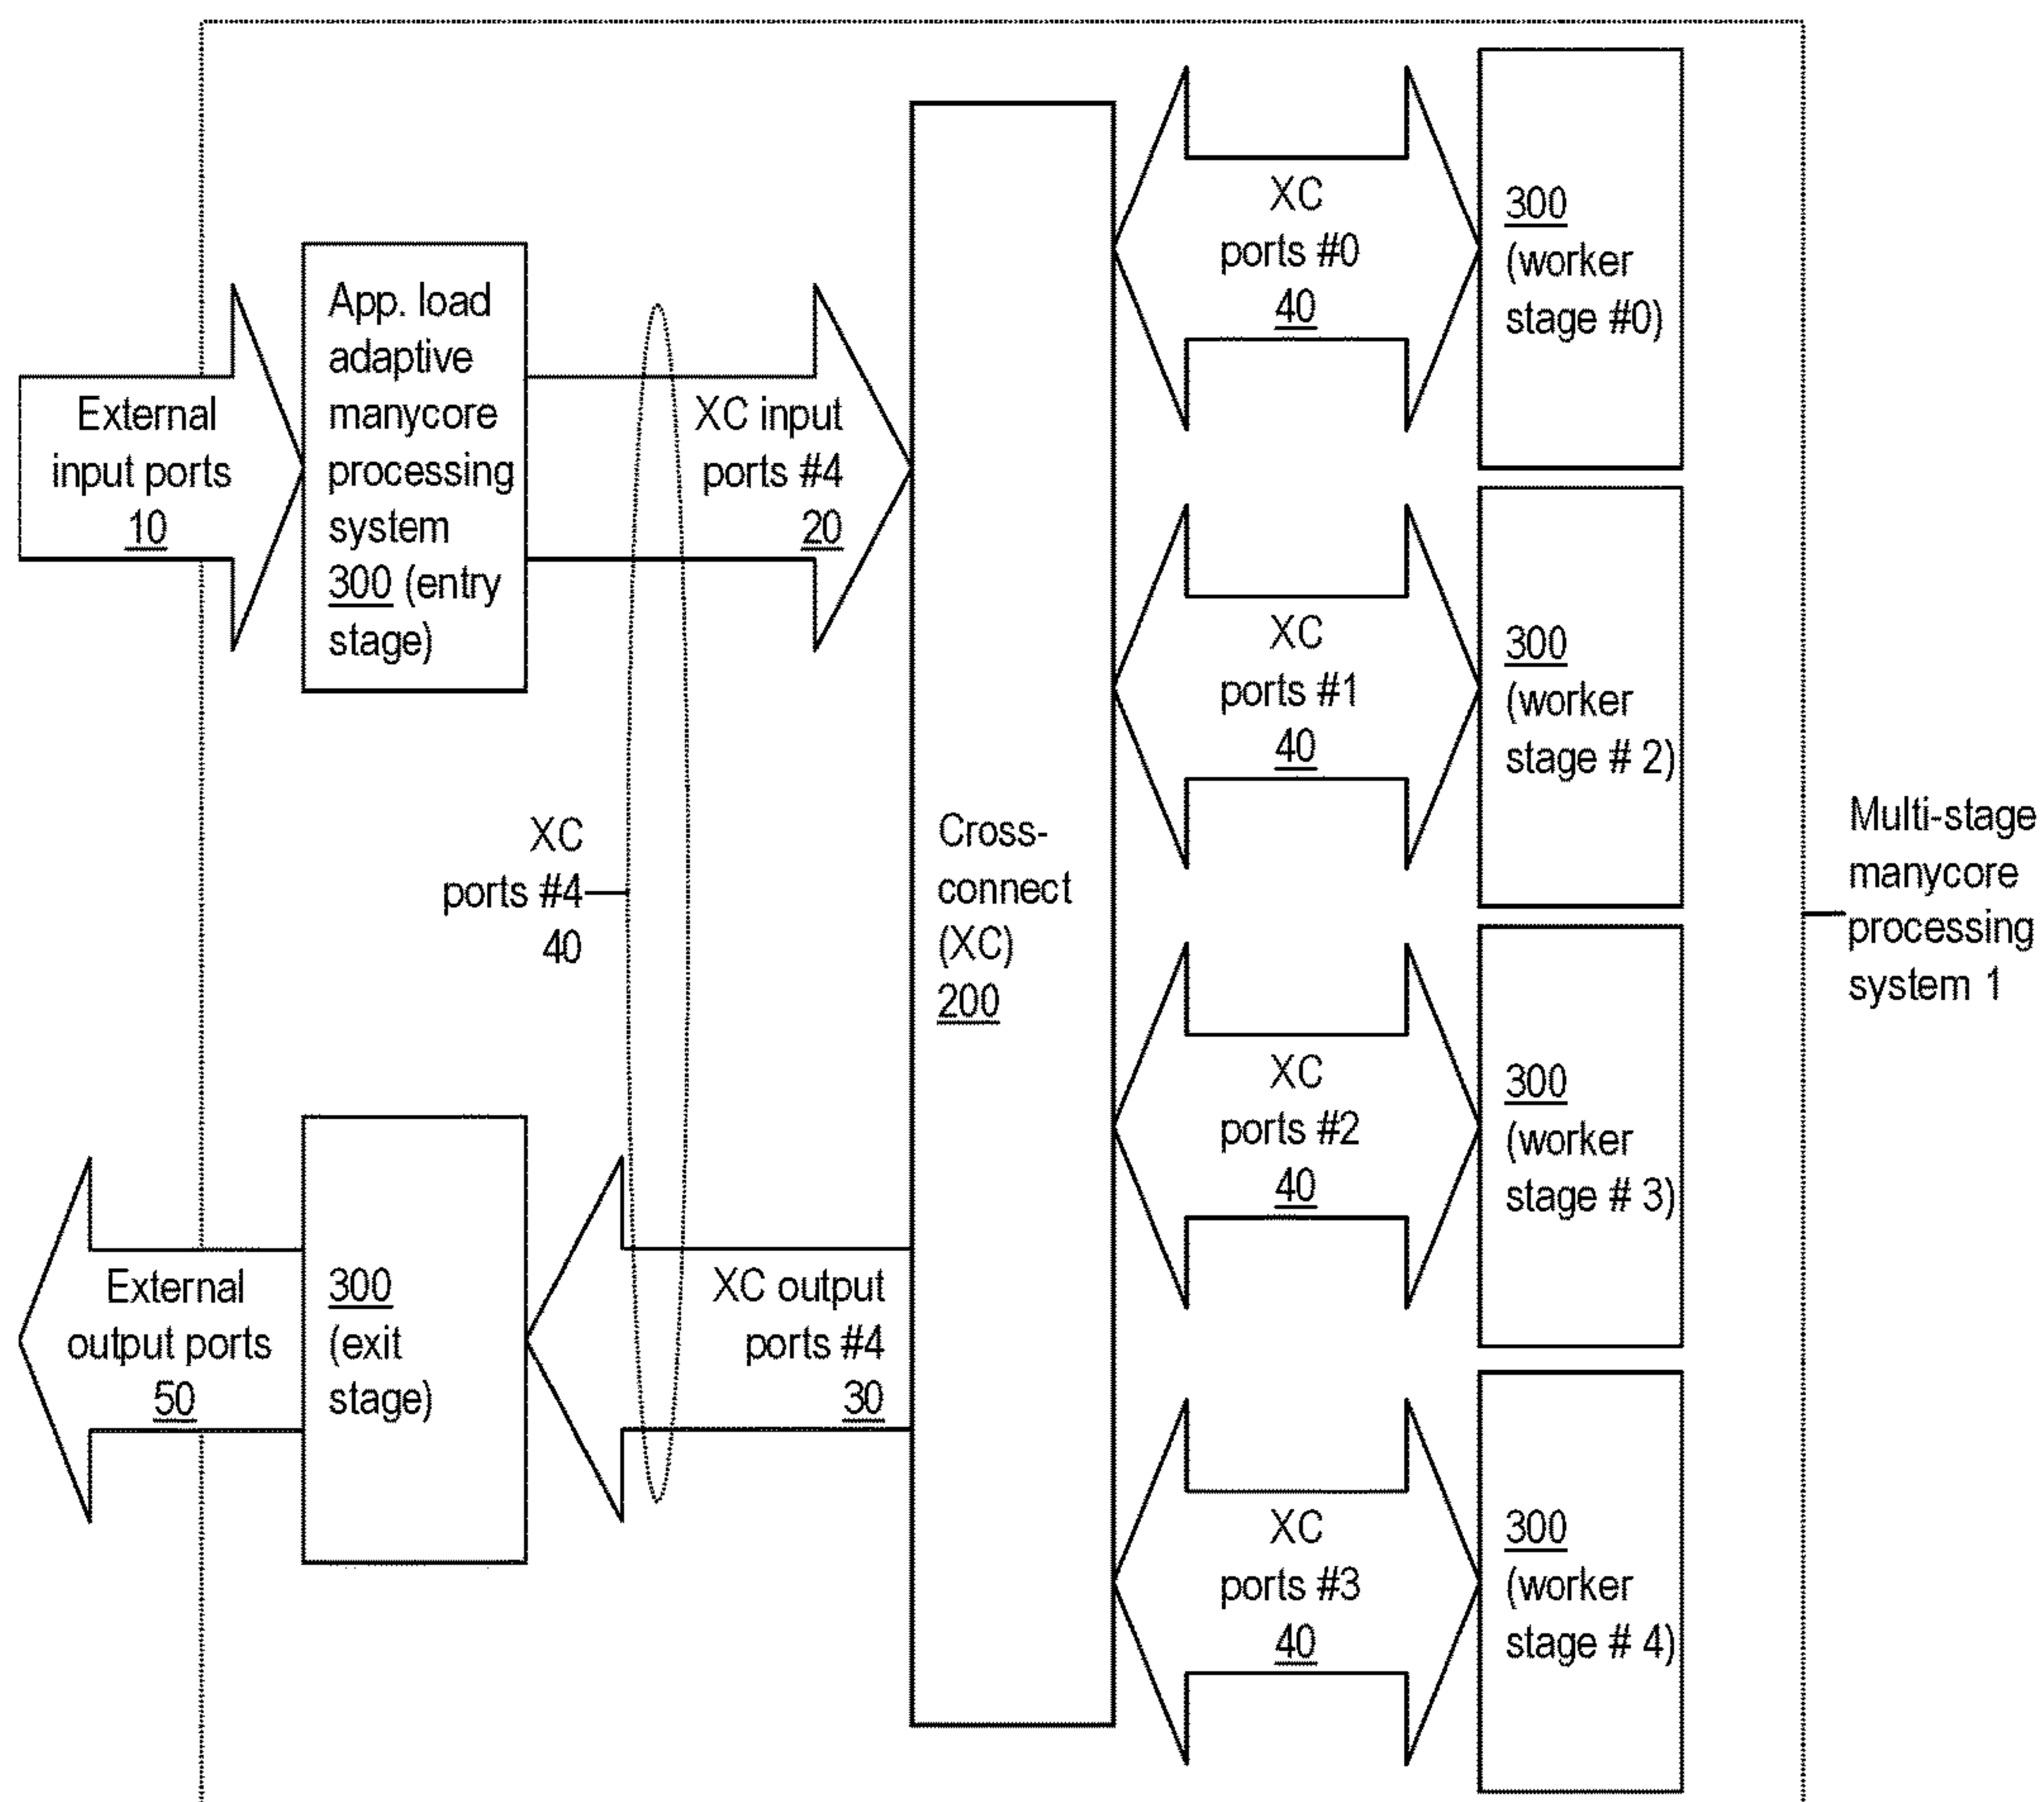 External
input ports
10
App. load
adaptive
manycore
processing
system
300 (entry
stage)
XC input
ports #4
20
XC
ports #4
40
Cross-
connect
(XC)
200
External
output ports
50
300
(exit
stage)
XC output
ports #4
30
XC
ports #0
40
300
(worker
stage #0)
XC
ports #1
40
300
(worker
stage # 2)
XC
ports #2
40
300
(worker
stage # 3)
XC
ports #3
40
300
(worker
stage # 4)
Multi-stage
manycore
processing
system 1